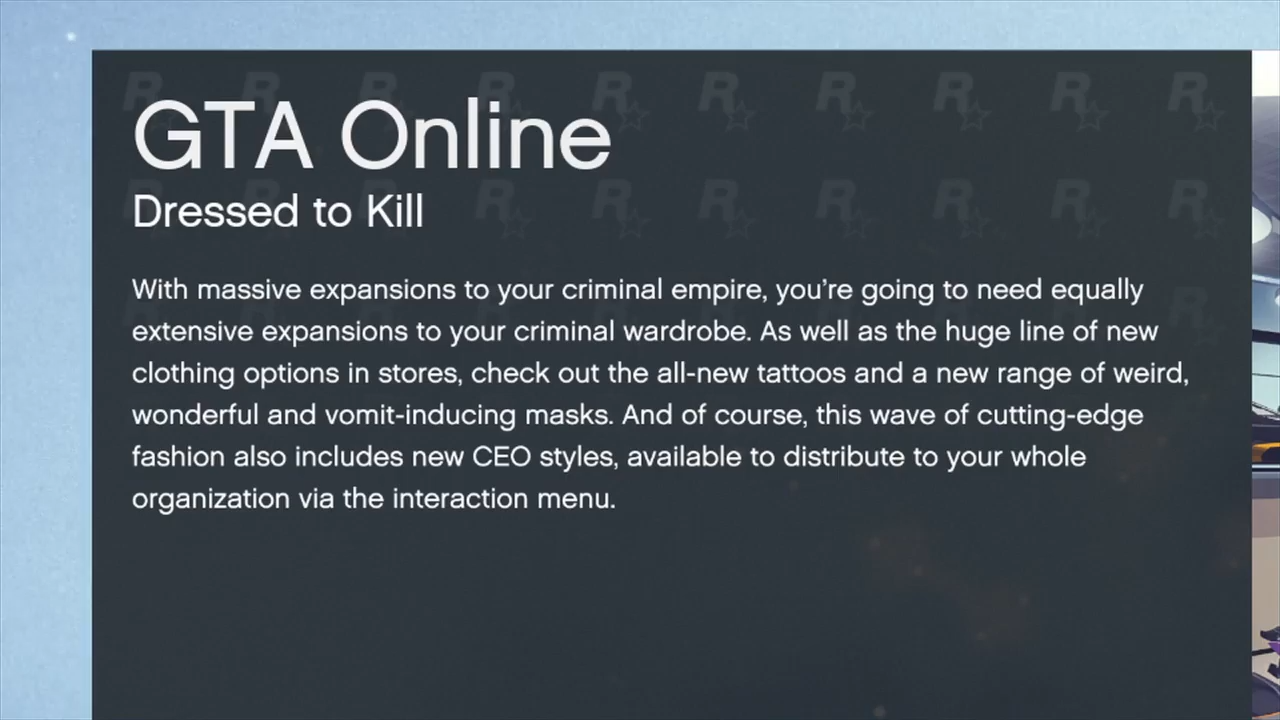 GTA Online
Dressed to Kill
With massive expansions to your criminal empire, you’re going to need equally
extensive expansions to your criminal wardrobe. As well as the huge line of new
clothing options in stores, check out the all-new tattoos and a new range of weird,
wonderful and vomit-inducing masks. And of course, this wave of cutting-edge
fashion also includes new CEO styles, available to distribute to your whole
organization via the interaction menu.